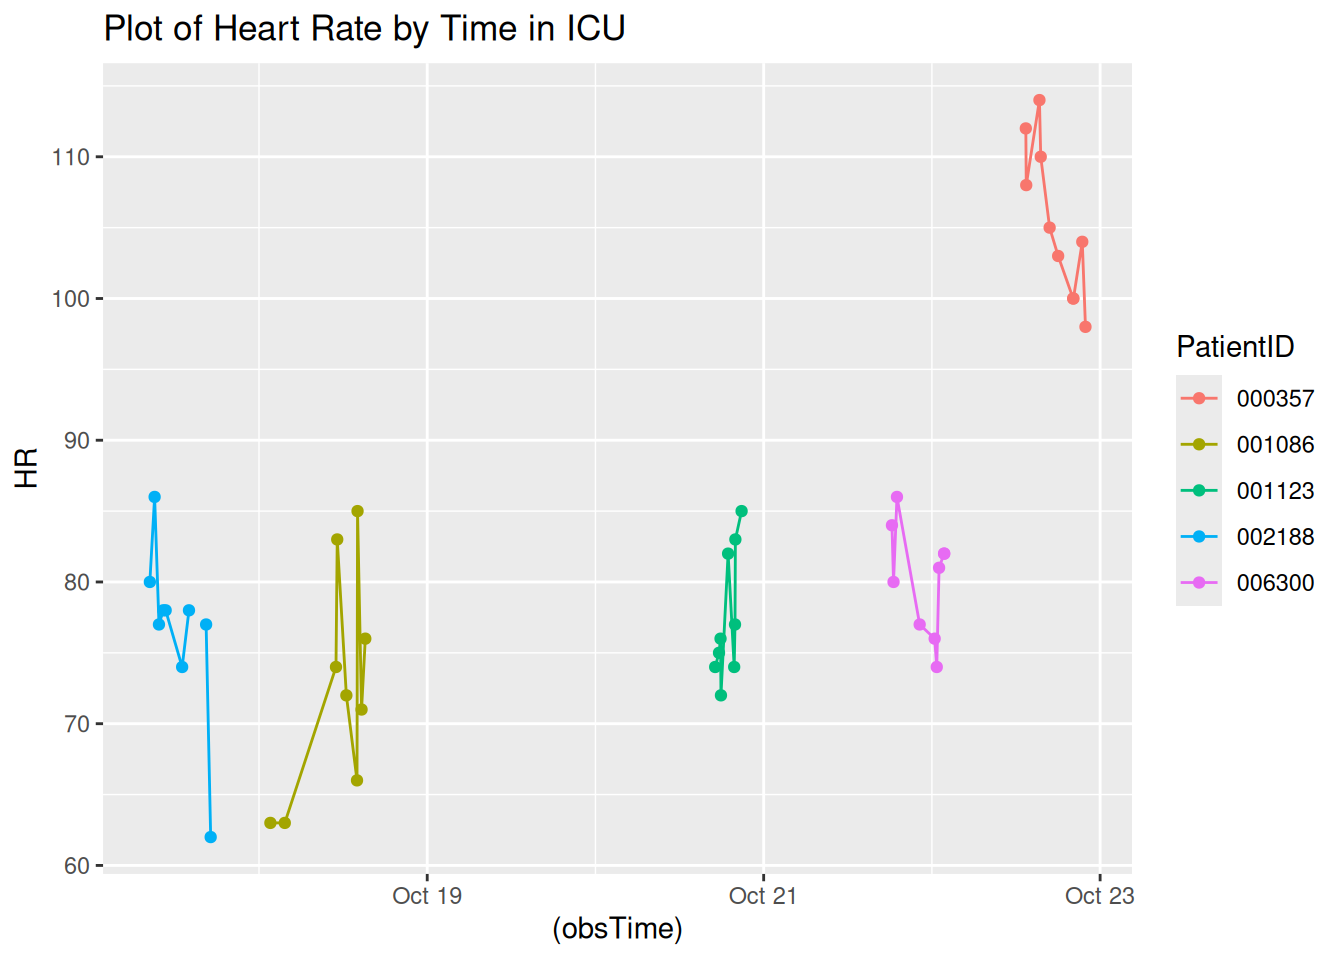 Plot of Heart Rate by Time in ICU
HR
110
100
90
80
70
60
Oct 19
Oct 21
Oct 23
(obsTime)
PatientID
000357
001086
001123
002188
006300